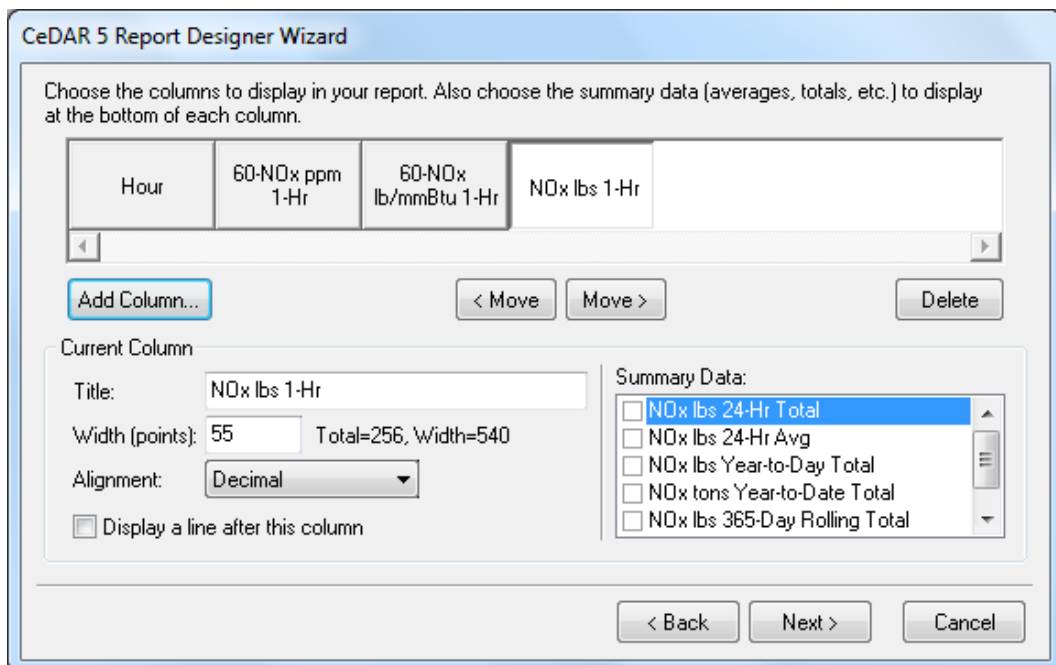 CeDAR 5 Report Designer Wizard
Choose the columns to display in your report. Also choose the summary data (averages, totals, etc.) to display
at the bottom of each column.
Hour
60-NOx ppm
1-Hr
60-NOx
lb/mmBtu 1-Hr
NOx lbs 1-Hr
Add Column...
< Move
Move >
Delete
Current Column
Title:
NOx lbs 1-Hr
Width (points):
55
Total=256, Width=540
Alignment:
Decimal
Display a line after this column
Summary Data:
NOx lbs 24-Hr Total
NOx lbs 24-Hr Avg
NOx lbs Year-to-Day Total
NOx tons Year-to-Date Total
NOx lbs 365-Day Rolling Total
< Back
Next >
Cancel